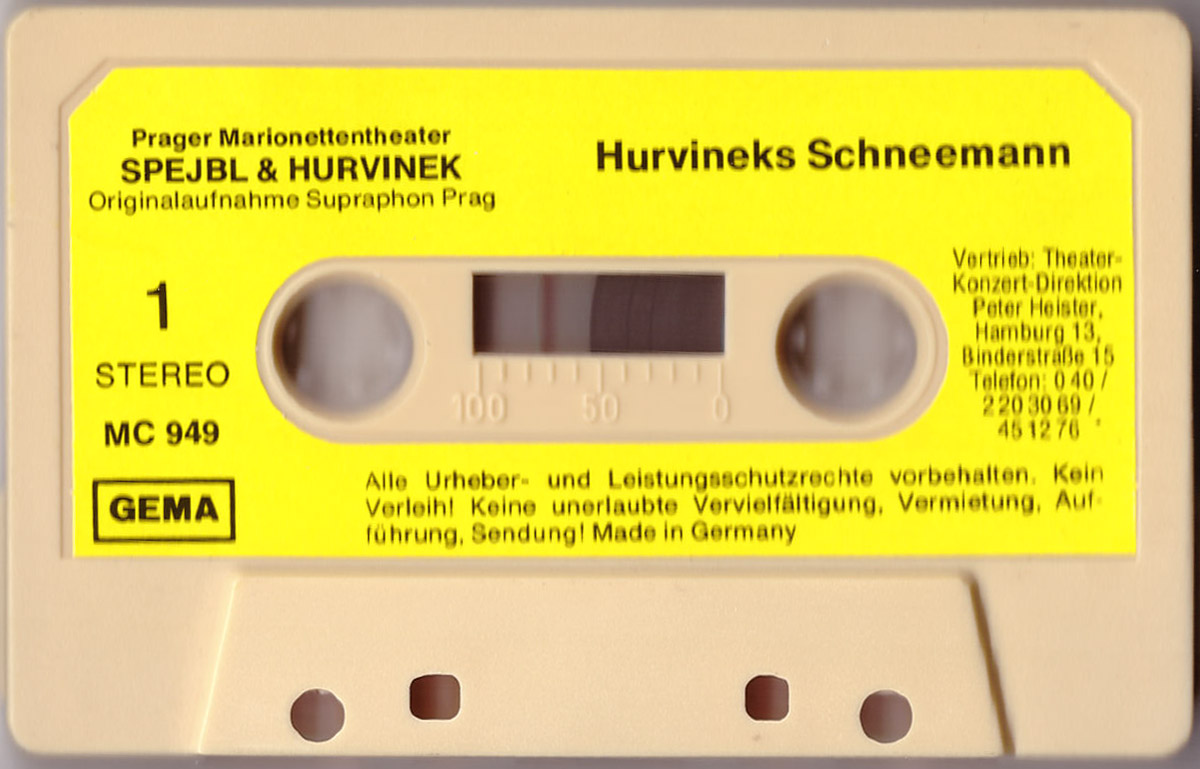 Prager Marionettentheater
SPEJBL & HURVINEK
Originalaufnahme Supraphon Prag
Hurvineks Schneemann
1
STEREO
MC 949
GEMA
100 50 0
Vertrieb: Theater-
Konzert-Direktion
Peter Heister,
Hamburg 13,
Binderstraße 15
Telefon: 0 40 /
2 20 30 69 /
45 12 76
Alle Urheber- und Leistungsschutzrechte vorbehalten. Kein
Verleih! Keine unerlaubte Vervielfältigung, Vermietung, Auf-
führung, Sendung! Made in Germany